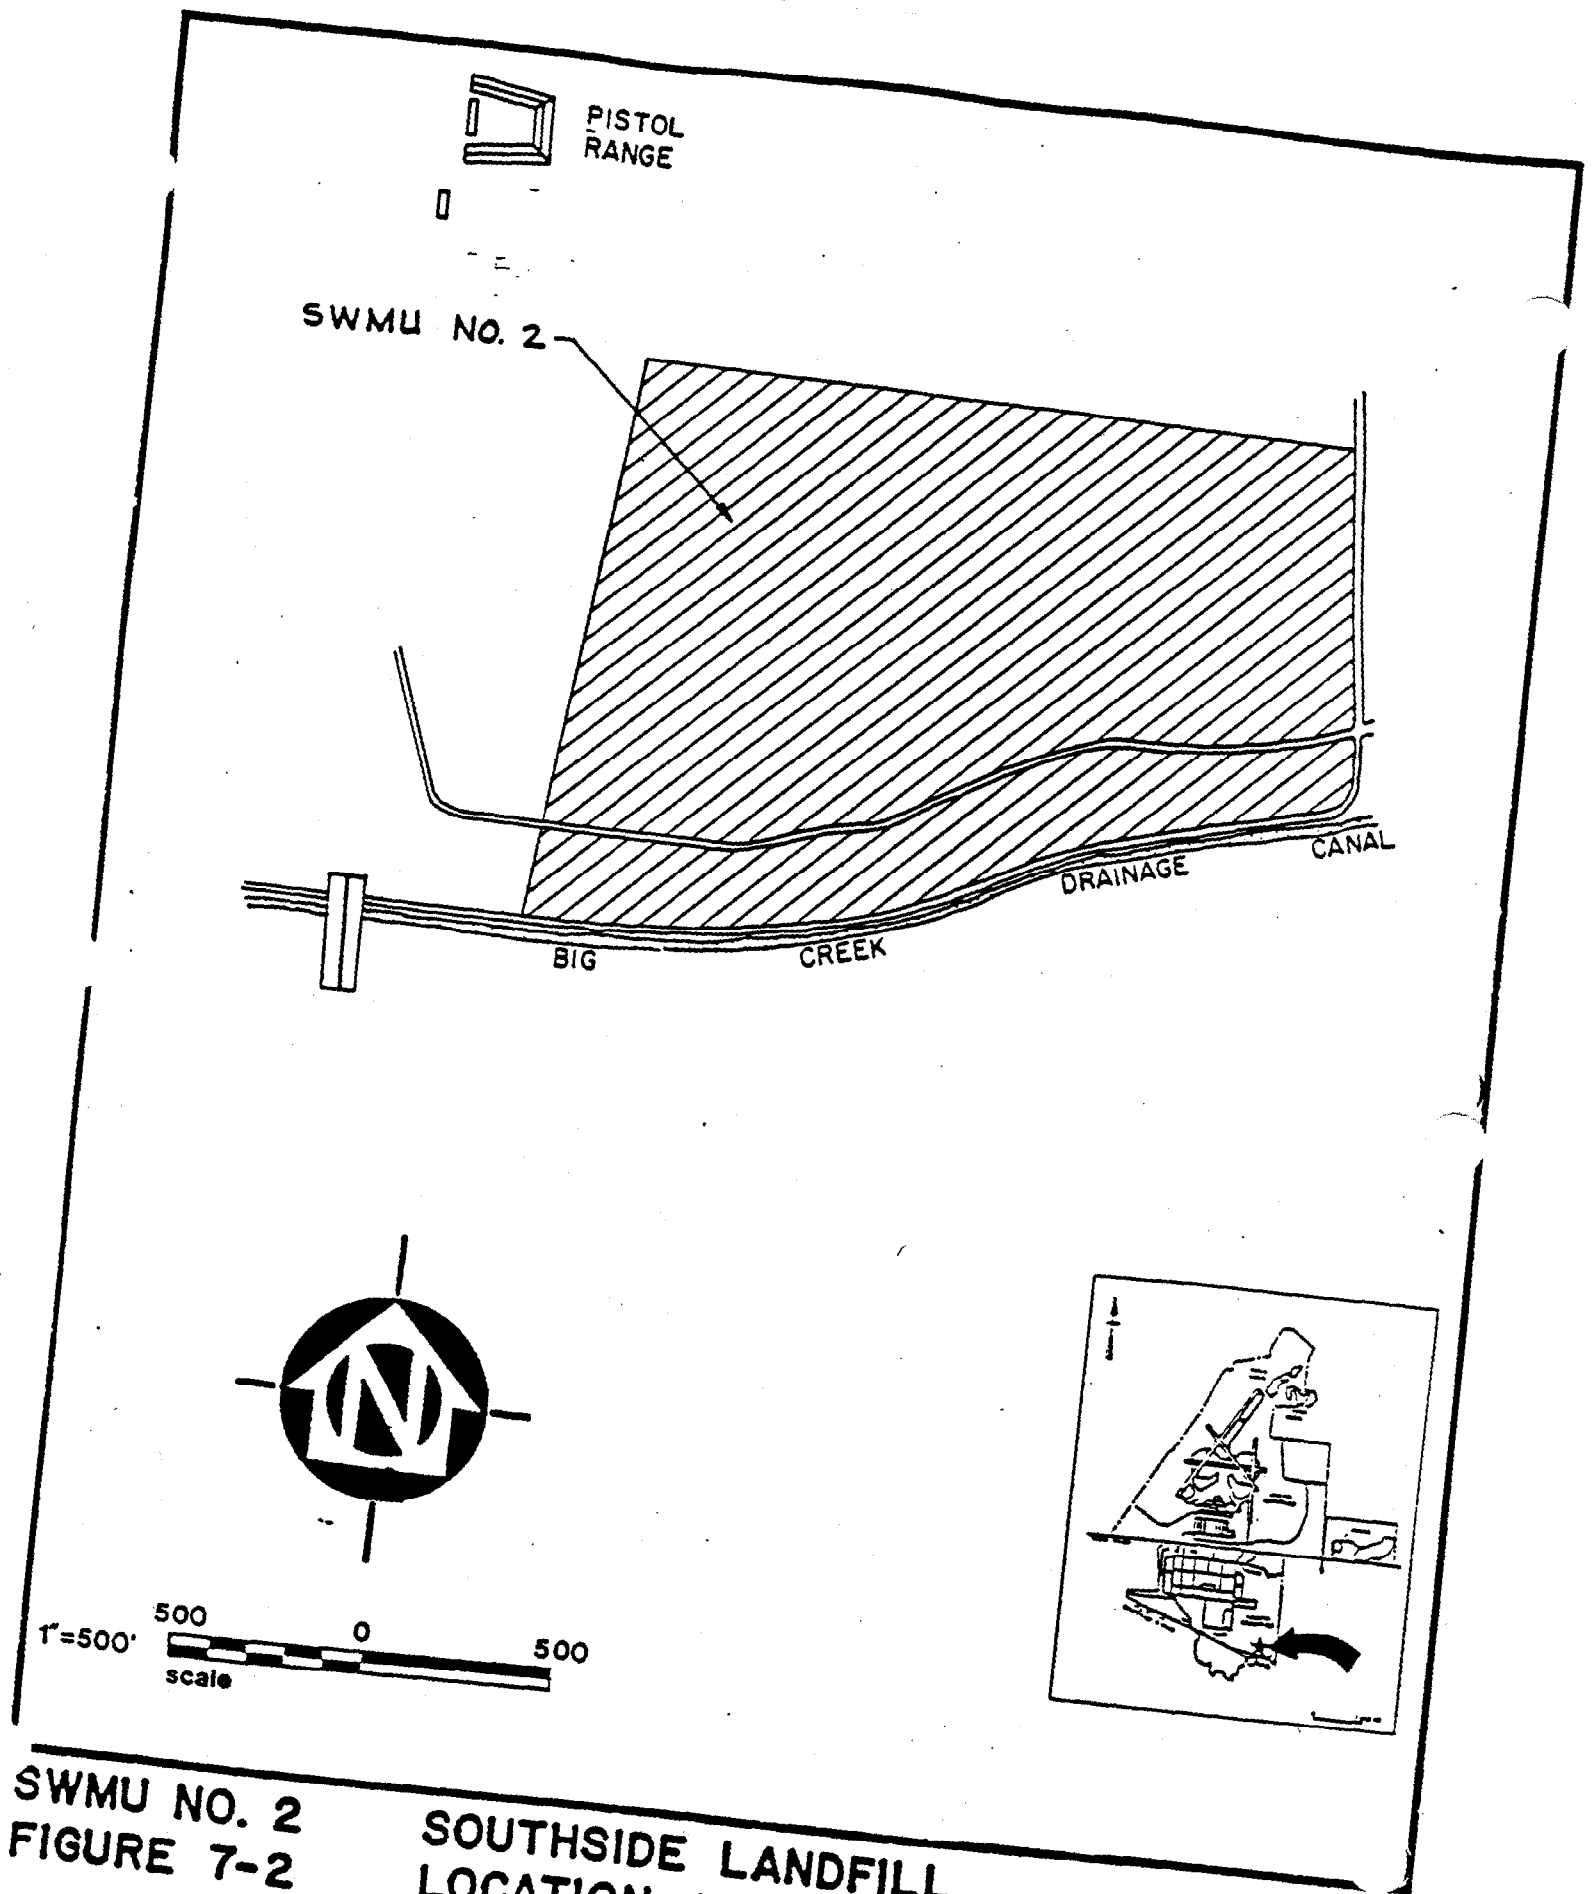 PISTOL
RANGE
SWMU NO. 2
BIG CREEK DRAINAGE CANAL
N
1"=500'
500 0 500
scale
SWMU NO. 2
FIGURE 7-2
SOUTHSIDE LANDFILL
LOCATION